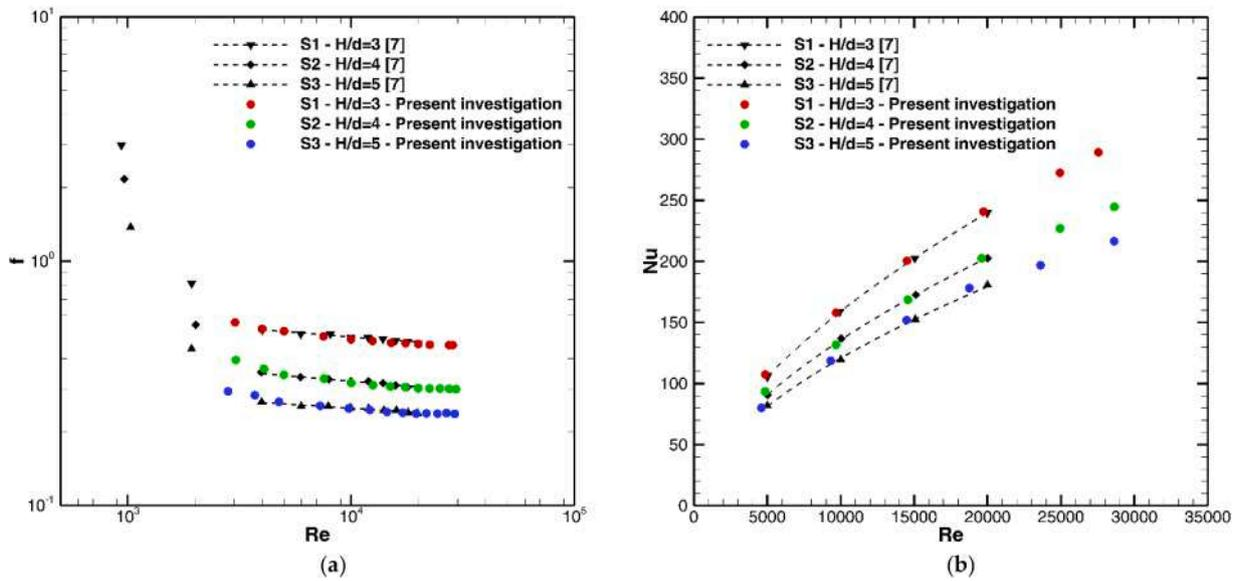 10¹
S1 - H/d=3 [7]
S2 - H/d=4 [7]
S3 - H/d=5 [7]
S1 - H/d=3 - Present investigation
S2 - H/d=4 - Present investigation
S3 - H/d=5 - Present investigation
f
10⁰
10⁻¹
10³
10⁴
10⁵
Re
(a)
400
350
300
250
200
150
100
50
0
S1 - H/d=3 [7]
S2 - H/d=4 [7]
S3 - H/d=5 [7]
S1 - H/d=3 - Present investigation
S2 - H/d=4 - Present investigation
S3 - H/d=5 - Present investigation
Nu
0 5000 10000 15000 20000 25000 30000 35000
Re
(b)